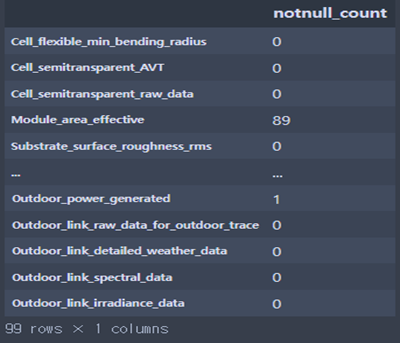 notnull_count
Cell_flexible_min_bending_radius 0
Cell_semitransparent_AVT 0
Cell_semitransparent_raw_data 0
Module_area_effective 89
Substrate_surface_roughness_rms 0
... ...
Outdoor_power_generated 1
Outdoor_link_raw_data_for_outdoor_trace 0
Outdoor_link_detailed_weather_data 0
Outdoor_link_spectral_data 0
Outdoor_link_irradiance_data 0
99 rows × 1 columns